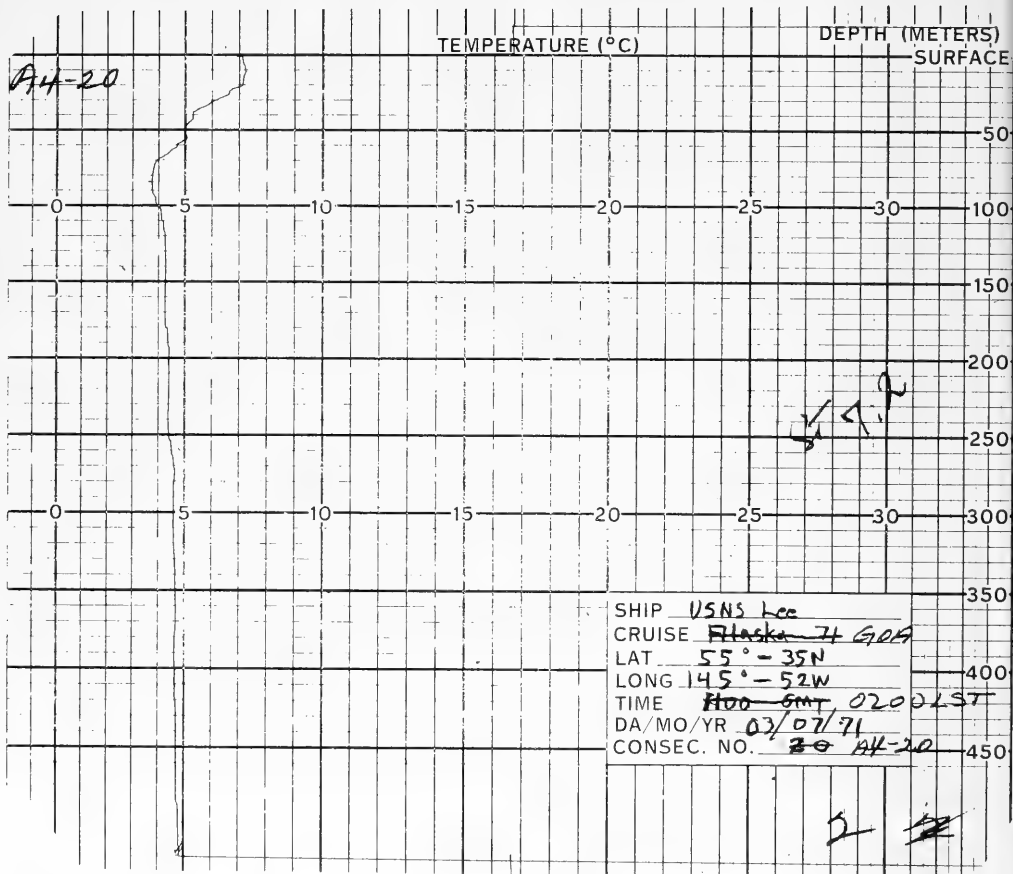 TEMPERATURE (°C)
DEPTH (METERS)
SURFACE
A4-20
50
0 5 10 15 20 25 30 100
150
200
250
0 5 10 15 20 25 30 300
350
SHIP USNS Lee
CRUISE Alaska 71 GOA
LAT 55° - 35N
LONG 145° - 52W
400
TIME 1100 GMT, 0200 LST
DA/MO/YR 03/07/71
CONSEC. NO. 20 A4-20
450
2